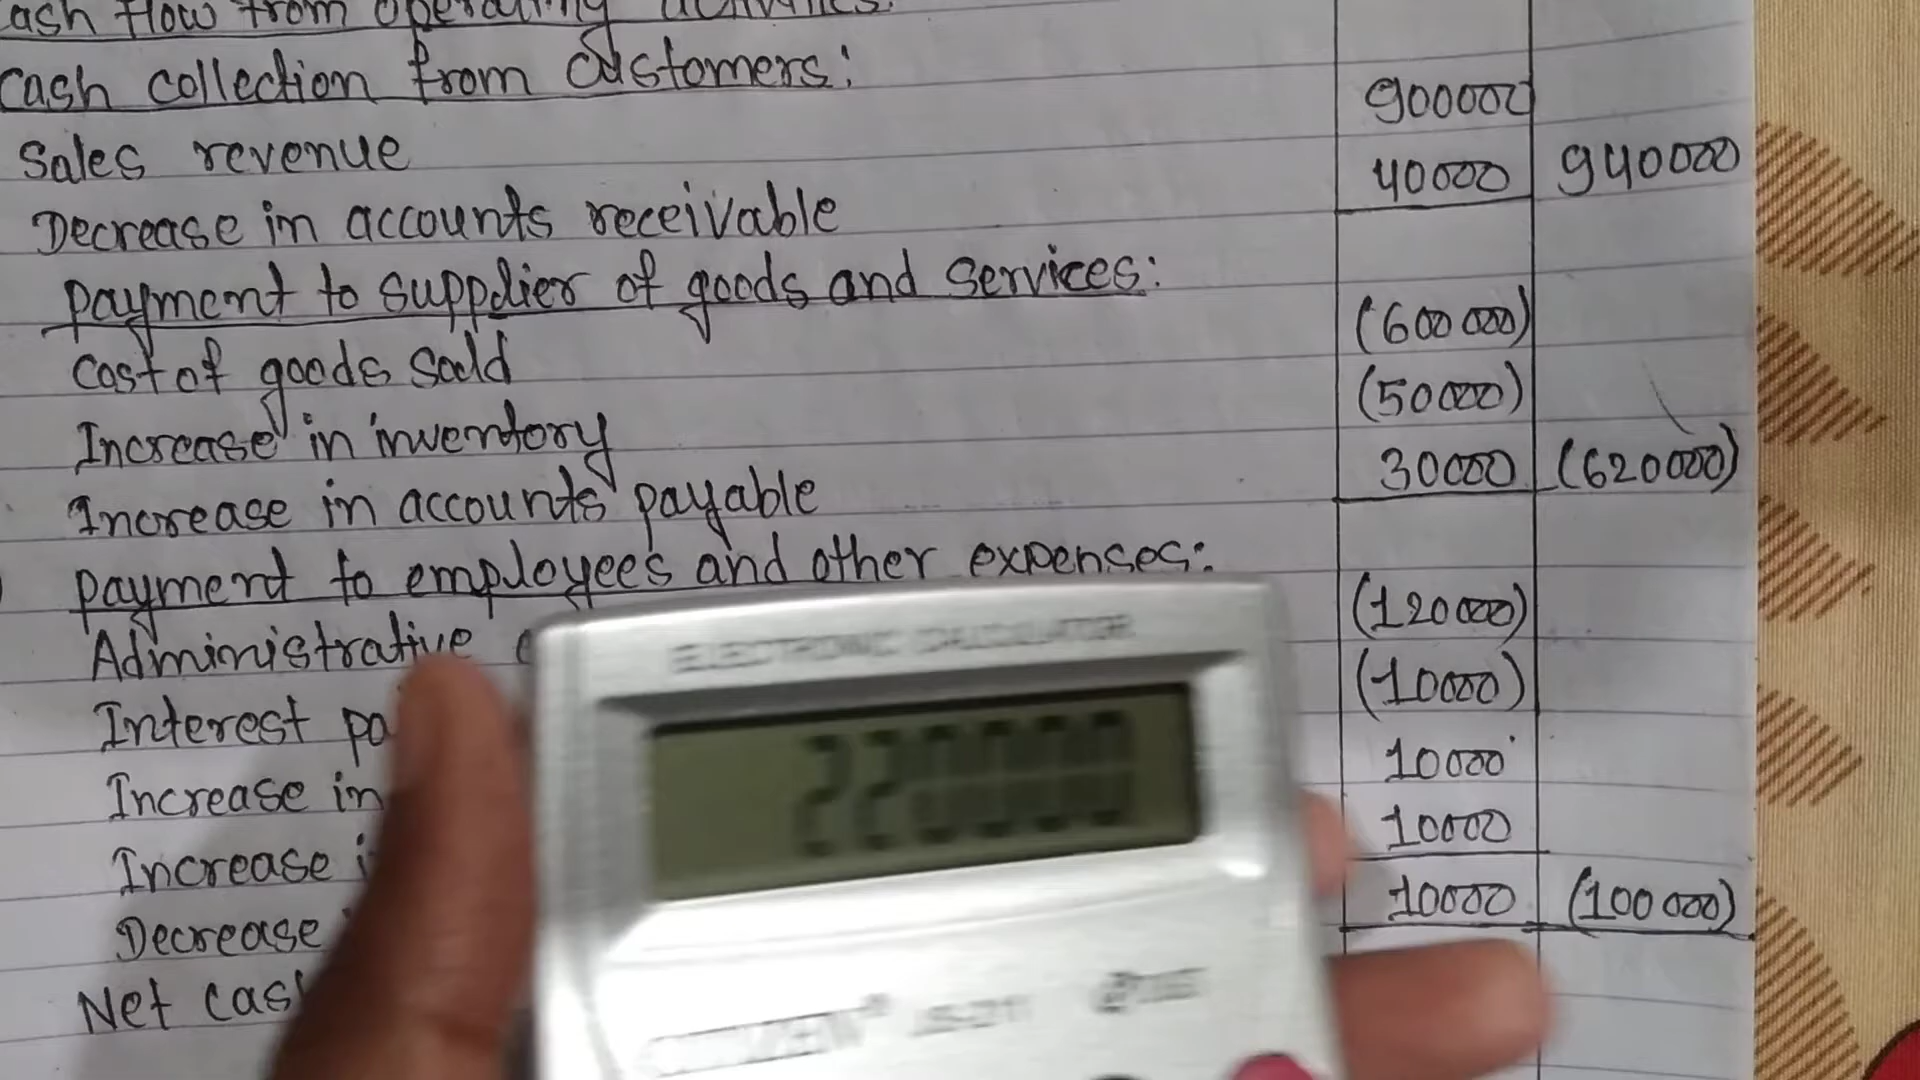 ash flow from operating activities:
Cash collection from customers:
900000
Sales revenue
40000 940000
Decrease in accounts receivable
payment to supplier of goods and services:
(600000)
Cost of goods sold
(50000)
Increase in inventory
30000 (620000)
Increase in accounts payable
payment to employees and other expenses:
(120000)
Administrative
(10000)
Interest pa
10000
Increase in
10000
Increase i
10000 (100000)
Decrease
Net cas
ELECTRONIC CALCULATOR
220000